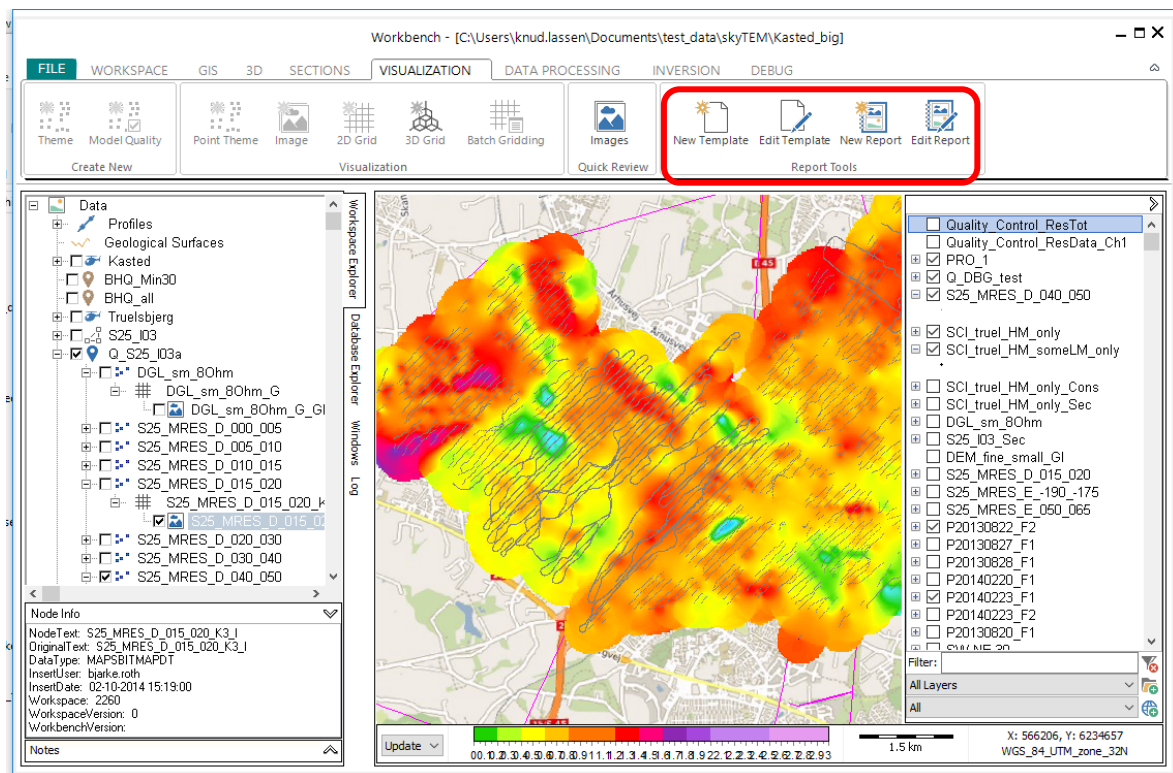 Workbench - [C:\Users\knud.lassen\Documents\test_data\skyTEM\Kasted_big]
FILE WORKSPACE GIS 3D SECTIONS VISUALIZATION DATA PROCESSING INVERSION DEBUG
Theme Model Quality Point Theme Image 2D Grid 3D Grid Batch Gridding Images New Template Edit Template New Report Edit Report
Create New Visualization Quick Review Report Tools
Data
Profiles
Geological Surfaces
Kasted
BHQ_Min30
BHQ_all
Truelsbjerg
S25_I03
Q_S25_I03a
DGL_sm_8Ohm
DGL_sm_8Ohm_G
DGL_sm_8Ohm_G_GI
S25_MRES_D_000_005
S25_MRES_D_005_010
S25_MRES_D_010_015
S25_MRES_D_015_020
S25_MRES_D_015_020_K
S25_MRES_D_015_02
S25_MRES_D_020_030
S25_MRES_D_030_040
S25_MRES_D_040_050
Node Info
NodeText: S25_MRES_D_015_020_K3_I
OriginalText: S25_MRES_D_015_020_K3_I
DataType: MAPSBITMAPDT
InsertUser: bjarke.roth
InsertDate: 02-10-2014 15:19:00
Workspace: 2260
WorkspaceVersion: 0
WorkbenchVersion:
Notes
Workspace Explorer
Database Explorer
Windows
Log
E45
Århusvej
Århusvej
Update
1.5 km
X: 566206, Y: 6234657
WGS_84_UTM_zone_32N
Quality_Control_ResTot
Quality_Control_ResData_Ch1
PRO_1
Q_DBG_test
S25_MRES_D_040_050
SCI_truel_HM_only
SCI_truel_HM_someLM_only
SCI_truel_HM_only_Cons
SCI_truel_HM_only_Sec
DGL_sm_8Ohm
S25_I03_Sec
DEM_fine_small_GI
S25_MRES_D_015_020
S25_MRES_E_-190_-175
S25_MRES_E_050_065
P20130822_F2
P20130827_F1
P20130828_F1
P20140220_F1
P20140223_F1
P20140223_F2
P20130820_F1
Filter:
All Layers
All